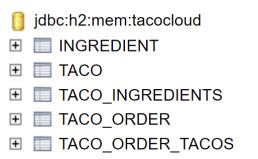 jdbc:h2:mem:tacocloud
INGREDIENT
TACO
TACO_INGREDIENTS
TACO_ORDER
TACO_ORDER_TACOS